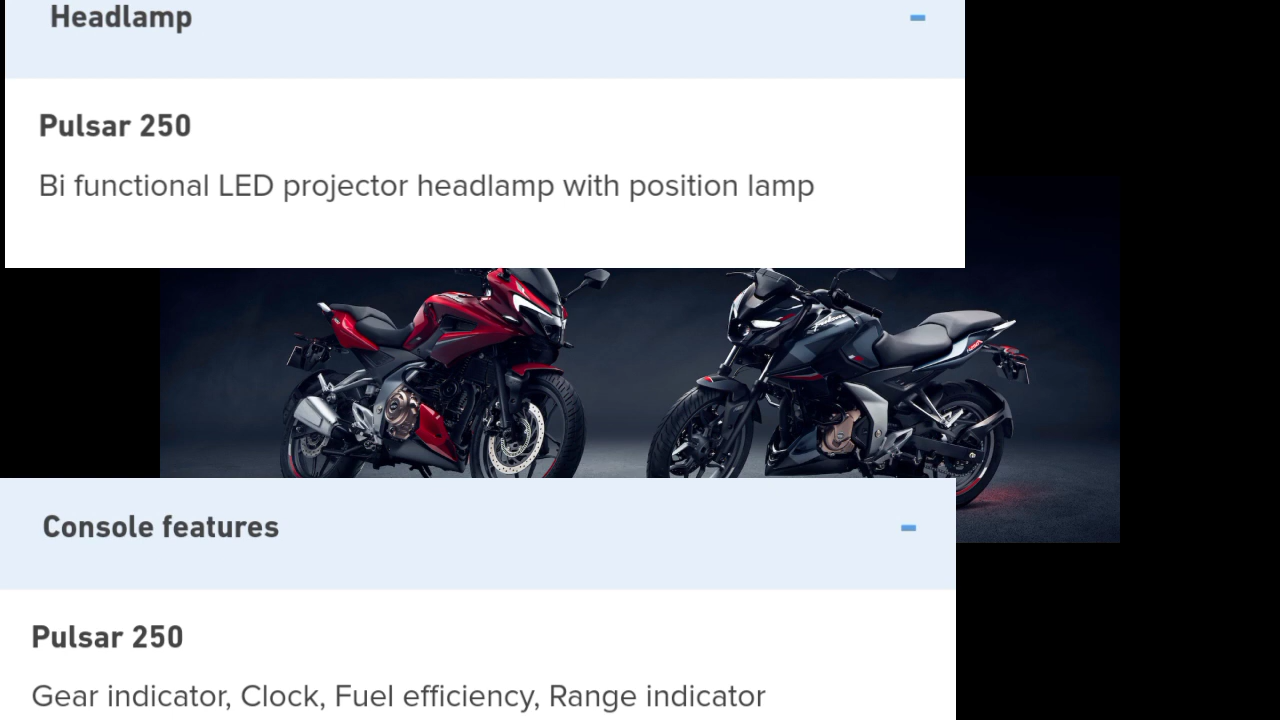 Headlamp
Pulsar 250
Bi functional LED projector headlamp with position lamp
Console features
Pulsar 250
Gear indicator, Clock, Fuel efficiency, Range indicator